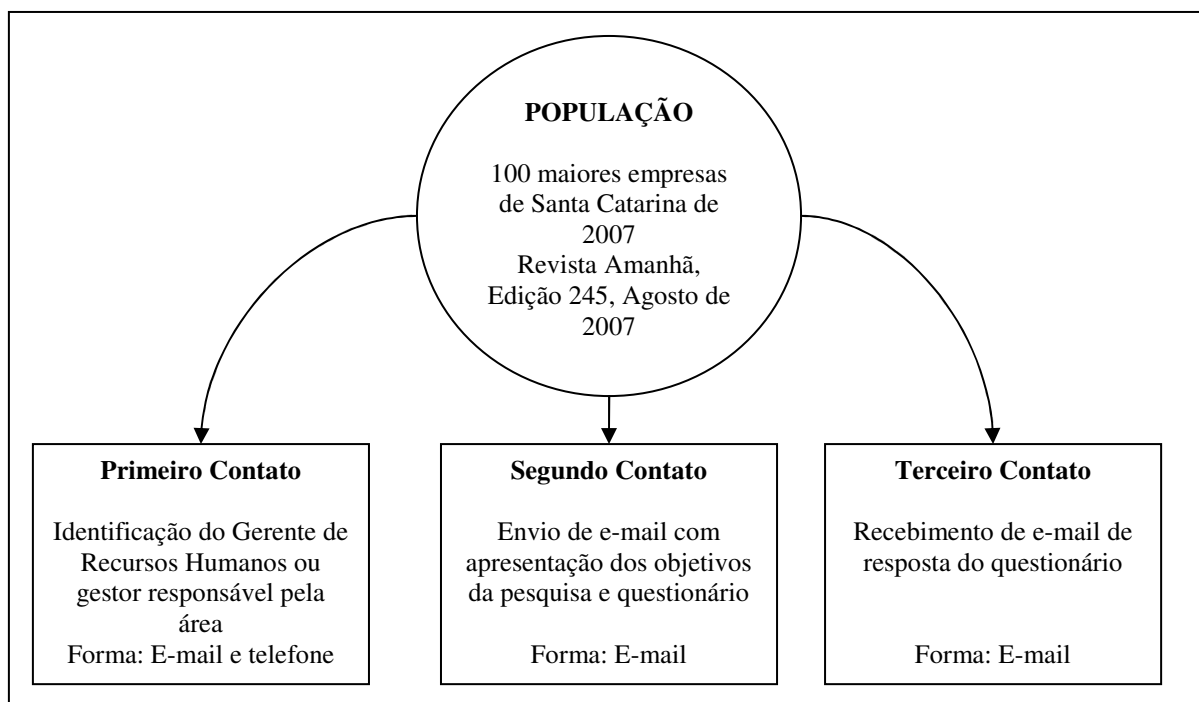 POPULAÇÃO
100 maiores empresas
de Santa Catarina de
2007
Revista Amanhã,
Edição 245, Agosto de
2007
Primeiro Contato
Identificação do Gerente de
Recursos Humanos ou
gestor responsável pela
área
Forma: E-mail e telefone
Segundo Contato
Envio de e-mail com
apresentação dos objetivos
da pesquisa e questionário
Forma: E-mail
Terceiro Contato
Recebimento de e-mail de
resposta do questionário
Forma: E-mail